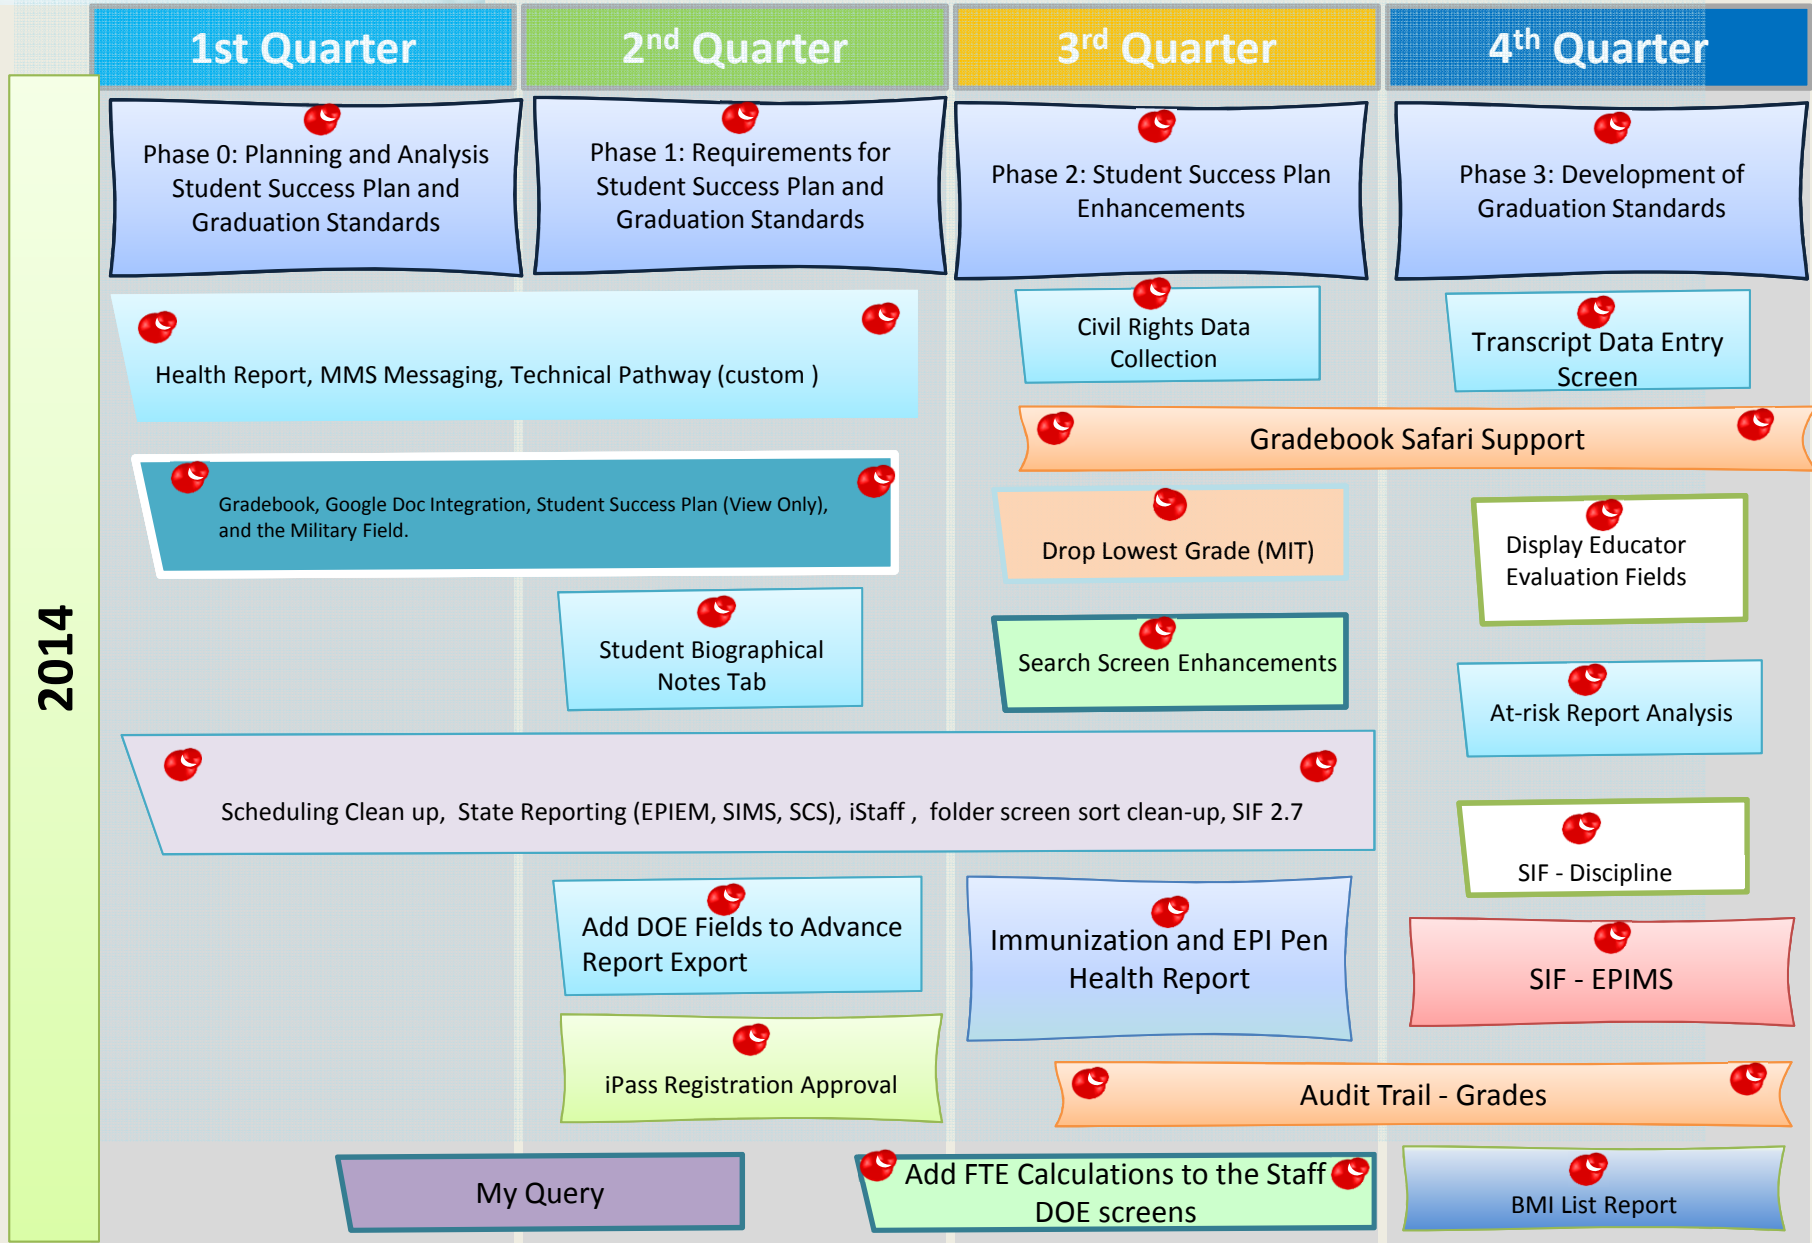 1st Quarter
2nd Quarter
3rd Quarter
4th Quarter
2014
Phase 0: Planning and Analysis
Student Success Plan and
Graduation Standards
Phase 1: Requirements for
Student Success Plan and
Graduation Standards
Phase 2: Student Success Plan
Enhancements
Phase 3: Development of
Graduation Standards
Health Report, MMS Messaging, Technical Pathway (custom )
Civil Rights Data
Collection
Transcript Data Entry
Screen
Gradebook Safari Support
Gradebook, Google Doc Integration, Student Success Plan (View Only),
and the Military Field.
Drop Lowest Grade (MIT)
Display Educator
Evaluation Fields
Student Biographical
Notes Tab
Search Screen Enhancements
At-risk Report Analysis
Scheduling Clean up, State Reporting (EPIEM, SIMS, SCS), iStaff , folder screen sort clean-up, SIF 2.7
SIF - Discipline
Add DOE Fields to Advance
Report Export
Immunization and EPI Pen
Health Report
SIF - EPIMS
iPass Registration Approval
Audit Trail - Grades
My Query
Add FTE Calculations to the Staff
DOE screens
BMI List Report